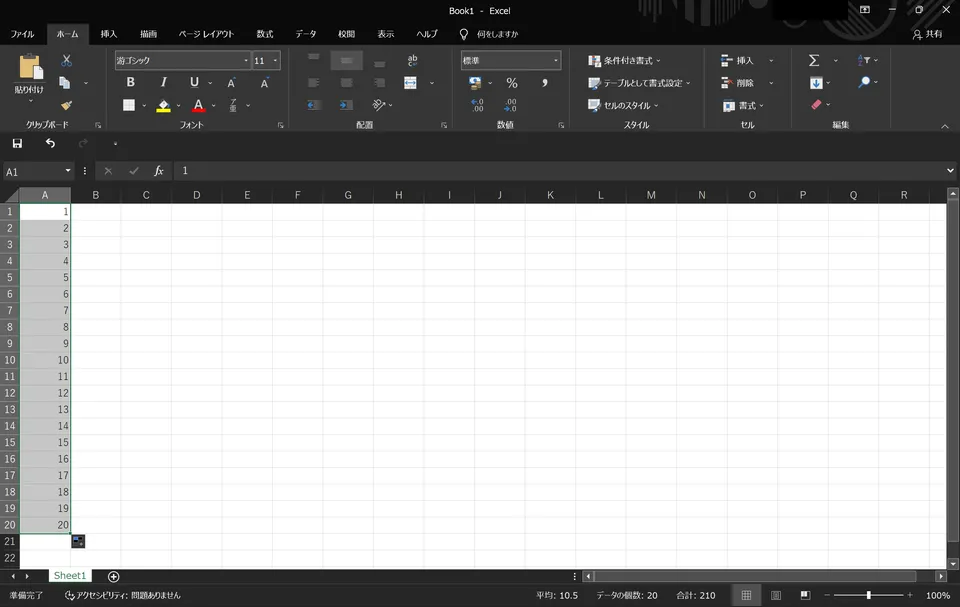 Book1 - Excel
ファイル ホーム 挿入 描画 ページ レイアウト 数式 データ 校閲 表示 ヘルプ 何をしますか 共有
貼り付け
游ゴシック 11
B I U A A
A 亜
ab
標準
% ,
条件付き書式
テーブルとして書式設定
セルのスタイル
挿入
削除
書式
Σ
クリップボード フォント 配置 数値 スタイル セル 編集
A1 fx 1
A B C D E F G H I J K L M N O P Q R
1 1
2 2
3 3
4 4
5 5
6 6
7 7
8 8
9 9
10 10
11 11
12 12
13 13
14 14
15 15
16 16
17 17
18 18
19 19
20 20
21
22
Sheet1
準備完了 アクセシビリティ: 問題ありません 平均: 10.5 データの個数: 20 合計: 210 100%